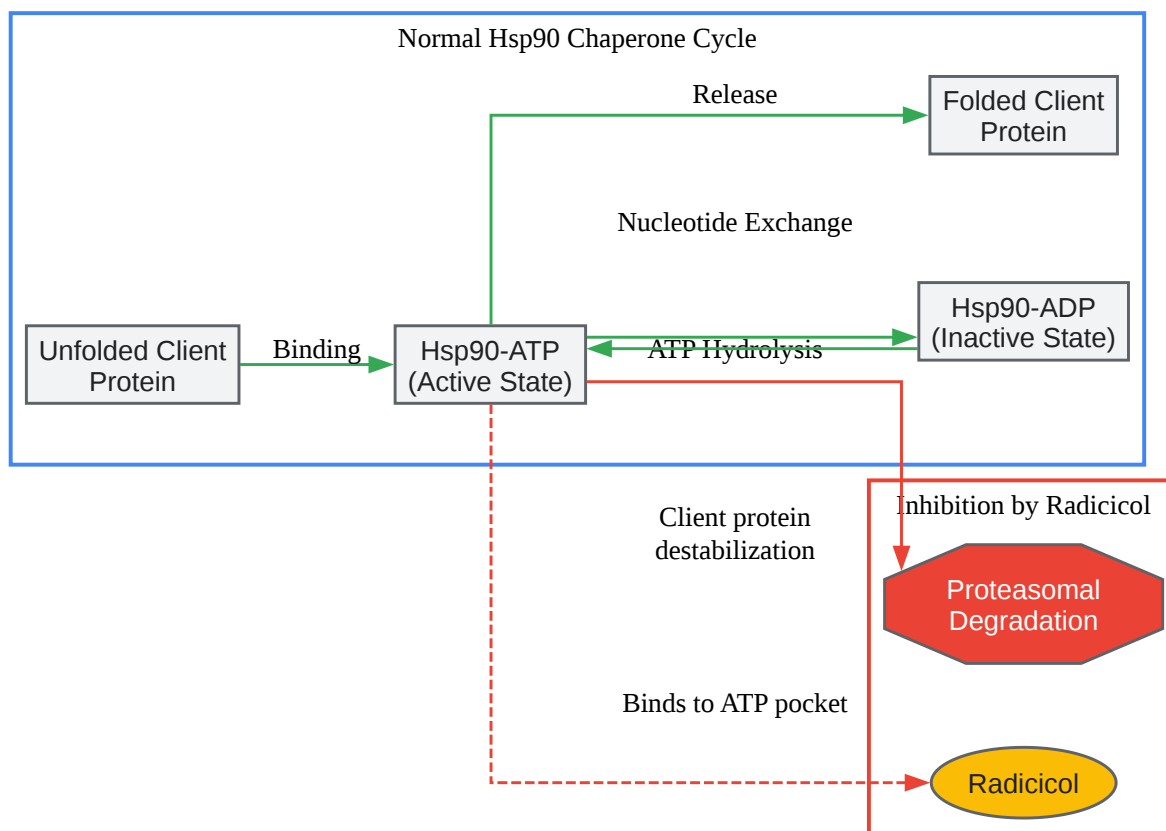 Normal Hsp90 Chaperone Cycle
Release
Folded Client
Protein
Nucleotide Exchange
Hsp90-ADP
(Inactive State)
Unfolded Client
Protein
Binding
Hsp90-ATP
(Active State)
ATP Hydrolysis
Client protein
destabilization
Inhibition by Radicicol
Proteasomal
Degradation
Binds to ATP pocket
Radicicol